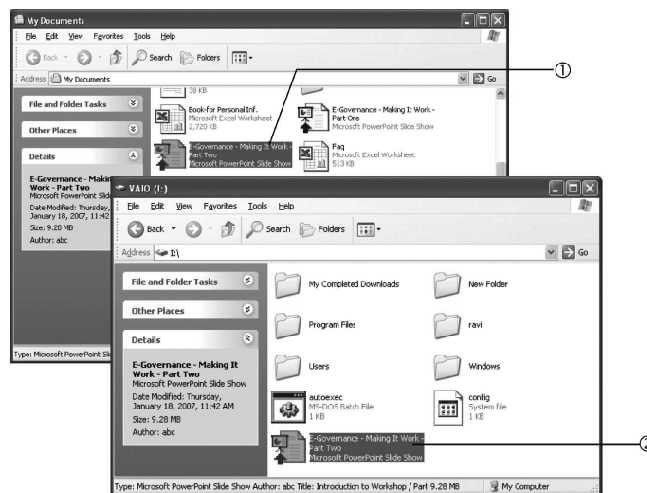 My Documents
File Edit View Favorites Tools Help
Back Search Folders
Address My Documents Go
①
File and Folder Tasks
Other Places
Details
E-Governance - Making It Work - Part Two
Microsoft PowerPoint Slide
Date Modified: Thursday, January 18, 2007, 11:42
Size: 9.28 MB
Author: abc
38 KB
Book-for PersonalInf.
Microsoft Excel Worksheet
2,720 KB
E-Governance - Making It Work -
Part One
Microsoft PowerPoint Slide Show
E-Governance - Making It Work -
Part Two
Microsoft PowerPoint Slide Show
Faq
Microsoft Excel Worksheet
513 KB
Type: Microsoft PowerPoint
VAIO (I:)
File Edit View Favorites Tools Help
Back Search Folders
Address I:\ Go
File and Folder Tasks
Other Places
Details
E-Governance - Making It
Work - Part Two
Microsoft PowerPoint Slide Show
Date Modified: Thursday,
January 18, 2007, 11:42 AM
Size: 9.28 MB
Author: abc
My Completed Downloads
New Folder
Program Files
ravi
Users
Windows
autoexec
MS-DOS Batch File
1 KB
config
System file
1 KB
E-Governance - Making It Work -
Part Two
Microsoft PowerPoint Slide Show
②
Type: Microsoft PowerPoint Slide Show Author: abc Title: Introduction to Workshop / Part 9.28 MB My Computer